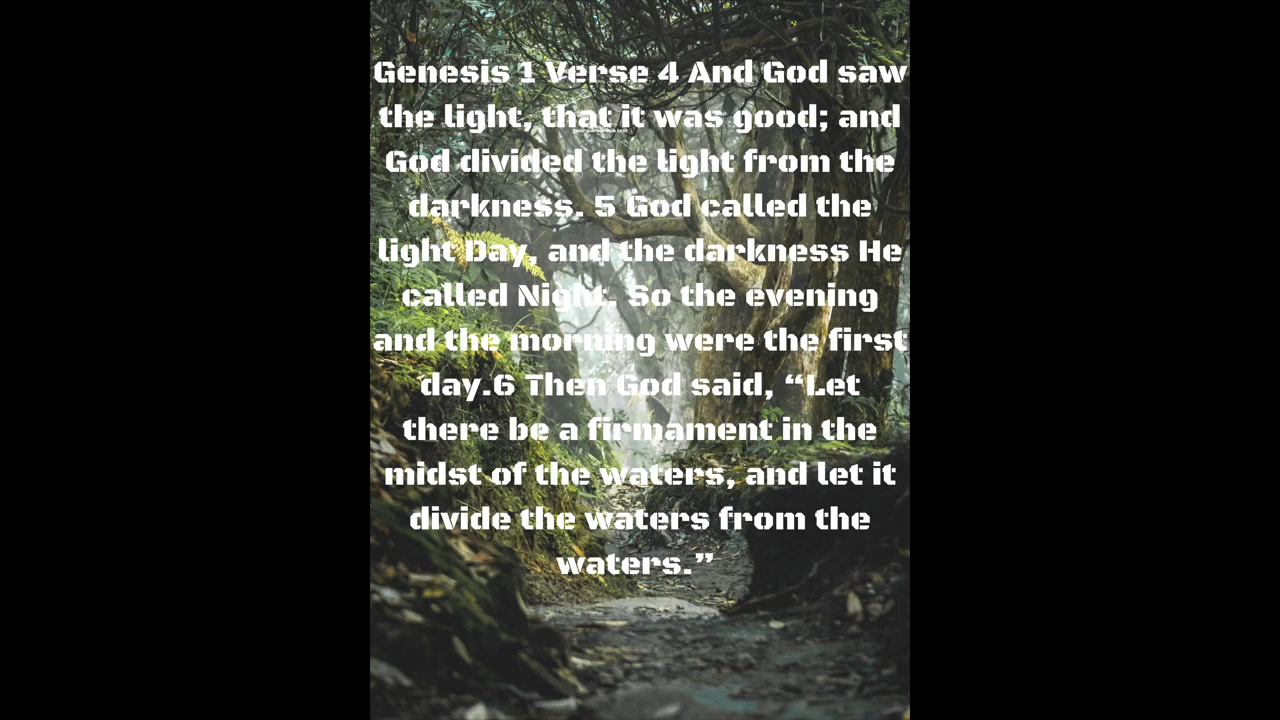 Genesis 1 Verse 4 And God saw
the light, that it was good; and
God divided the light from the
darkness. 5 God called the
light Day, and the darkness He
called Night. So the evening
and the morning were the first
day.6 Then God said, “Let
there be a firmament in the
midst of the waters, and let it
divide the waters from the
waters.”